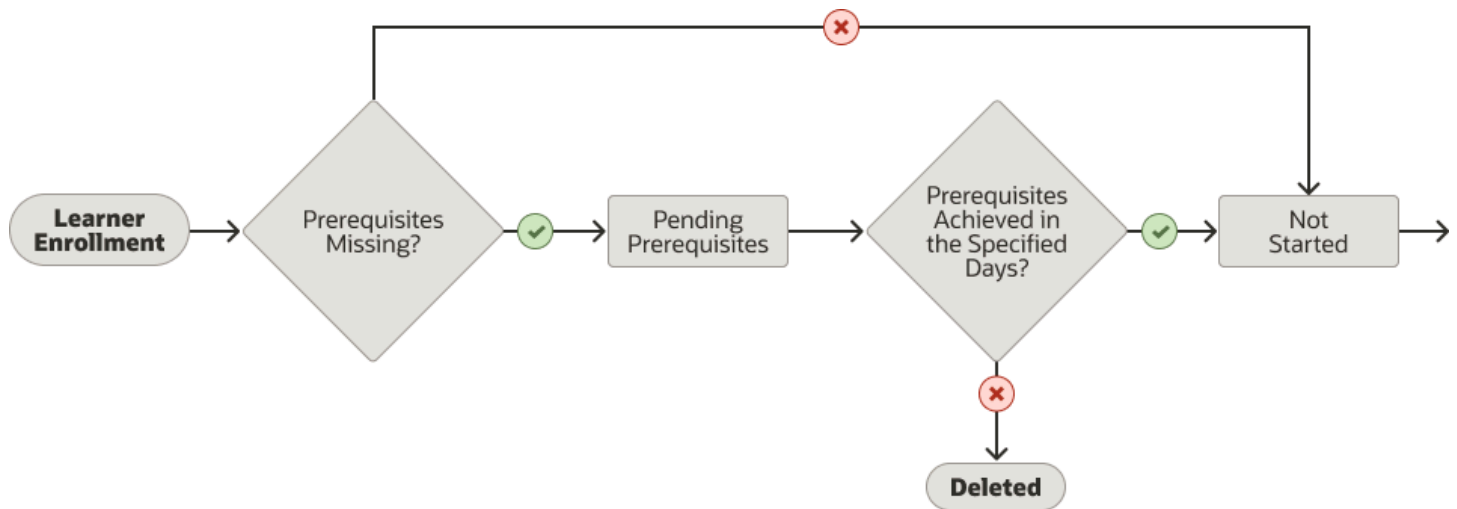 Learner
Enrollment
Prerequisites
Missing?
Pending
Prerequisites
Prerequisites
Achieved in
the Specified
Days?
Not
Started
Deleted